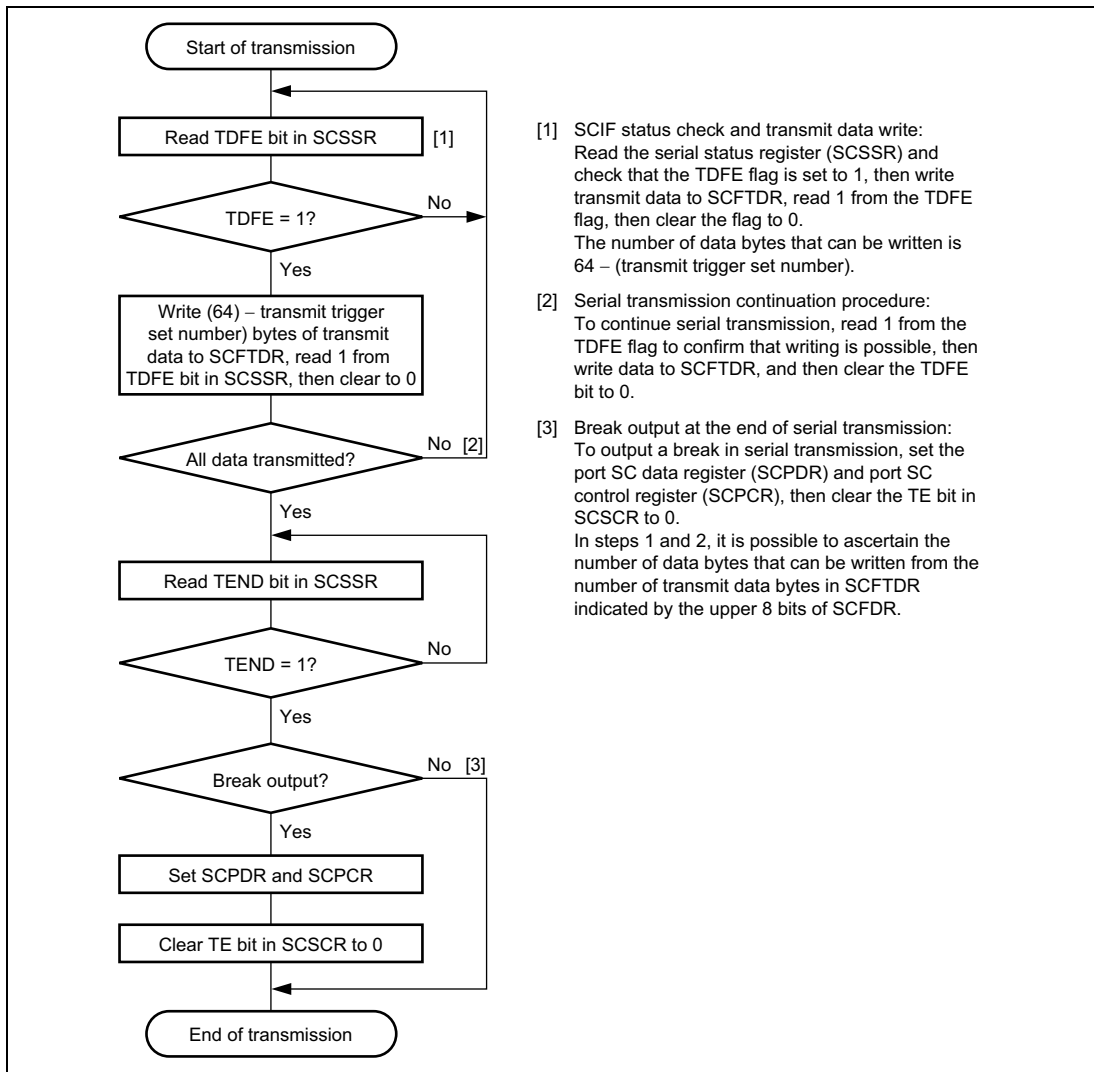 Start of transmission
Read TDFE bit in SCSSR
[1]
TDFE = 1?
No
Yes
Write (64) – transmit trigger
set number) bytes of transmit
data to SCFTDR, read 1 from
TDFE bit in SCSSR, then clear to 0
All data transmitted?
No [2]
Yes
Read TEND bit in SCSSR
TEND = 1?
No
Yes
Break output?
No [3]
Yes
Set SCPDR and SCPCR
Clear TE bit in SCSCR to 0
End of transmission
[1] SCIF status check and transmit data write:
Read the serial status register (SCSSR) and
check that the TDFE flag is set to 1, then write
transmit data to SCFTDR, read 1 from the TDFE
flag, then clear the flag to 0.
The number of data bytes that can be written is
64 – (transmit trigger set number).
[2] Serial transmission continuation procedure:
To continue serial transmission, read 1 from the
TDFE flag to confirm that writing is possible, then
write data to SCFTDR, and then clear the TDFE
bit to 0.
[3] Break output at the end of serial transmission:
To output a break in serial transmission, set the
port SC data register (SCPDR) and port SC
control register (SCPCR), then clear the TE bit in
SCSCR to 0.
In steps 1 and 2, it is possible to ascertain the
number of data bytes that can be written from the
number of transmit data bytes in SCFTDR
indicated by the upper 8 bits of SCFDR.